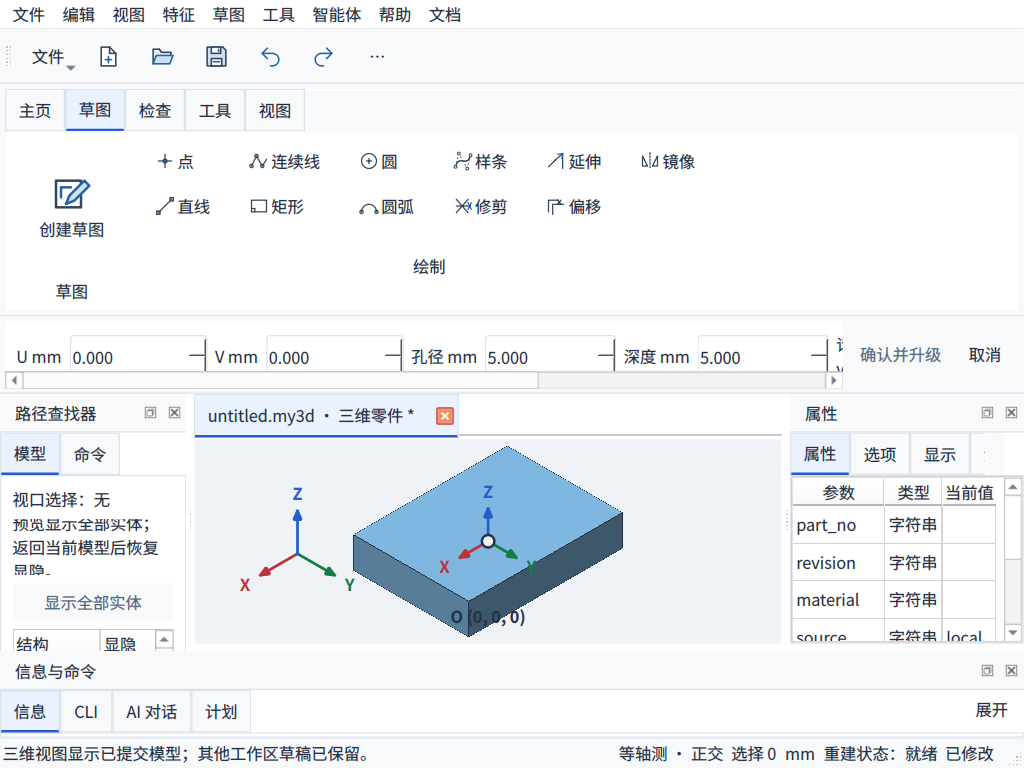 文件 编辑 视图 特征 草图 工具 智能体 帮助 文档
文件 ...
主页 草图 检查 工具 视图
点 连续线 圆 样条 延伸 镜像
直线 矩形 圆弧 修剪 偏移
创建草图
绘制
草图
U mm 0.000 V mm 0.000 孔径 mm 5.000 深度 mm 5.000 确认并升级 取消
路径查找器
模型 命令
视口选择：无
预览显示全部实体；
返回当前模型后恢复
显隐。
显示全部实体
结构 显隐
untitled.my3d · 三维零件 *
Z
Z
X
Y
X
Y
O (0, 0, 0)
属性
属性 选项 显示
参数 类型 当前值
part_no 字符串
revision 字符串
material 字符串
source 字符串 local
信息与命令
信息 CLI AI 对话 计划 展开
三维视图显示已提交模型；其他工作区草稿已保留。 等轴测 · 正交 选择 0 mm 重建状态：就绪 已修改